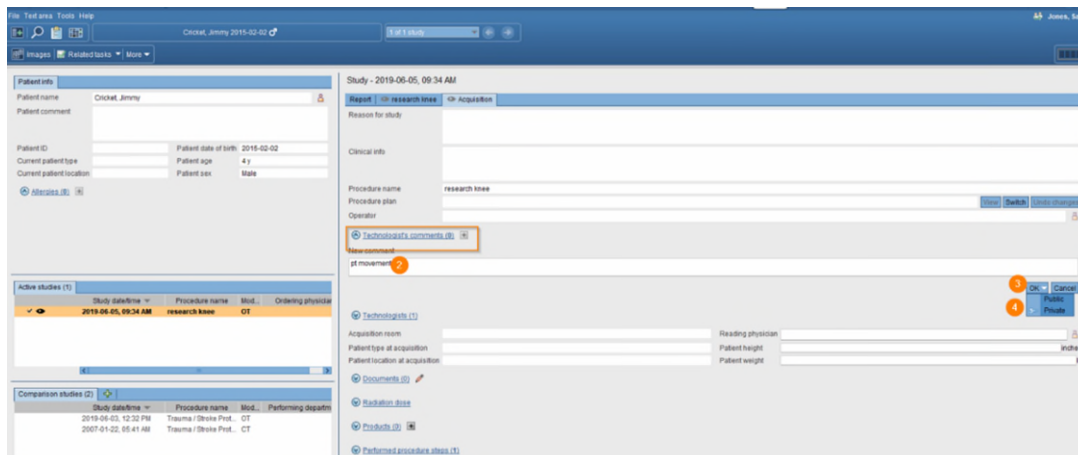 File Text area Tools Help
Jones, Sc
Cricket, Jimmy 2015-02-02
1 of 1 study
Images Related tasks More
Patient info
Patient name Cricket, Jimmy
Patient comment
Patient ID Patient date of birth 2015-02-02
Current patient type Patient age 4 y
Current patient location Patient sex Male
Allergies (0)
Active studies (1)
Study date/time Procedure name Mod... Ordering physician
2019-06-05, 09:34 AM research knee OT
Comparison studies (2)
Study date/time Procedure name Mod... Performing departm
2019-06-03, 12:32 PM Trauma / Stroke Prot... OT
2007-01-22, 05:41 AM Trauma / Stroke Prot... CT
Study - 2019-06-05, 09:34 AM
Report research knee Acquisition
Reason for study
Clinical info
Procedure name research knee
Procedure plan View Switch Undo changes
Operator
Technologist's comments (0)
New comment
pt movement 2
3 OK Cancel
Public
4 Private
Technologists (1)
Acquisition room Reading physician
Patient type at acquisition Patient height inche
Patient location at acquisition Patient weight
Documents (0)
Radiation dose
Products (0)
Performed procedure steps (1)